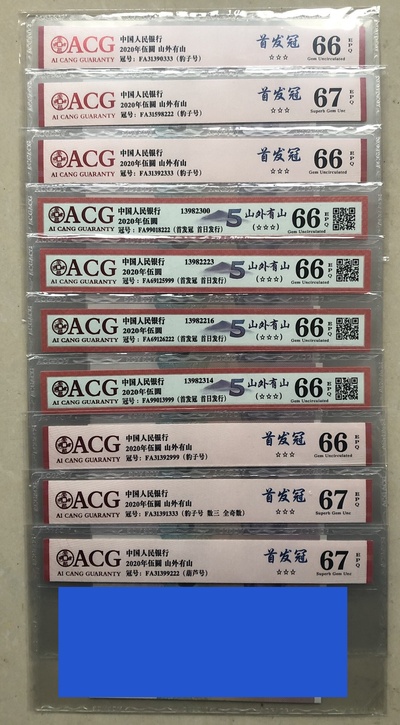 ACG
AI CANG GUARANTY
中国人民银行
2020年伍圆 山外有山
冠号：FA31390333（豹子号）
首发冠
☆☆☆
66 EPQ
Gem Uncirculated
ACG
AI CANG GUARANTY
中国人民银行
2020年伍圆 山外有山
冠号：FA31598222（豹子号）
首发冠
☆☆☆
67 EPQ
Superb Gem Unc
ACG
AI CANG GUARANTY
中国人民银行
2020年伍圆 山外有山
冠号：FA31392333（豹子号）
首发冠
☆☆☆
66 EPQ
Gem Uncirculated
ACG
AI CANG GUARANTY
中国人民银行 13982300
2020年伍圆
冠号：FA99018222（首发冠 首日发行）
5 山外有山
（☆☆☆）
66 EPQ
Gem Uncirculated
ACG
AI CANG GUARANTY
中国人民银行 13982223
2020年伍圆
冠号：FA69125999（首发冠 首日发行）
5 山外有山
（☆☆☆）
66 EPQ
Gem Uncirculated
ACG
AI CANG GUARANTY
中国人民银行 13982216
2020年伍圆
冠号：FA69126222（首发冠 首日发行）
5 山外有山
（☆☆☆）
66 EPQ
Gem Uncirculated
ACG
AI CANG GUARANTY
中国人民银行 13982314
2020年伍圆
冠号：FA99013999（首发冠 首日发行）
5 山外有山
（☆☆☆）
66 EPQ
Gem Uncirculated
ACG
AI CANG GUARANTY
中国人民银行
2020年伍圆 山外有山
冠号：FA31392999（豹子号）
首发冠
☆☆☆
66 EPQ
Gem Uncirculated
ACG
AI CANG GUARANTY
中国人民银行
2020年伍圆 山外有山
冠号：FA31391333（豹子号 数三 全奇数）
首发冠
☆☆☆
67 EPQ
Superb Gem Unc
ACG
AI CANG GUARANTY
中国人民银行
2020年伍圆 山外有山
冠号：FA31399222（葫芦号）
首发冠
☆☆☆
67 EPQ
Superb Gem Unc